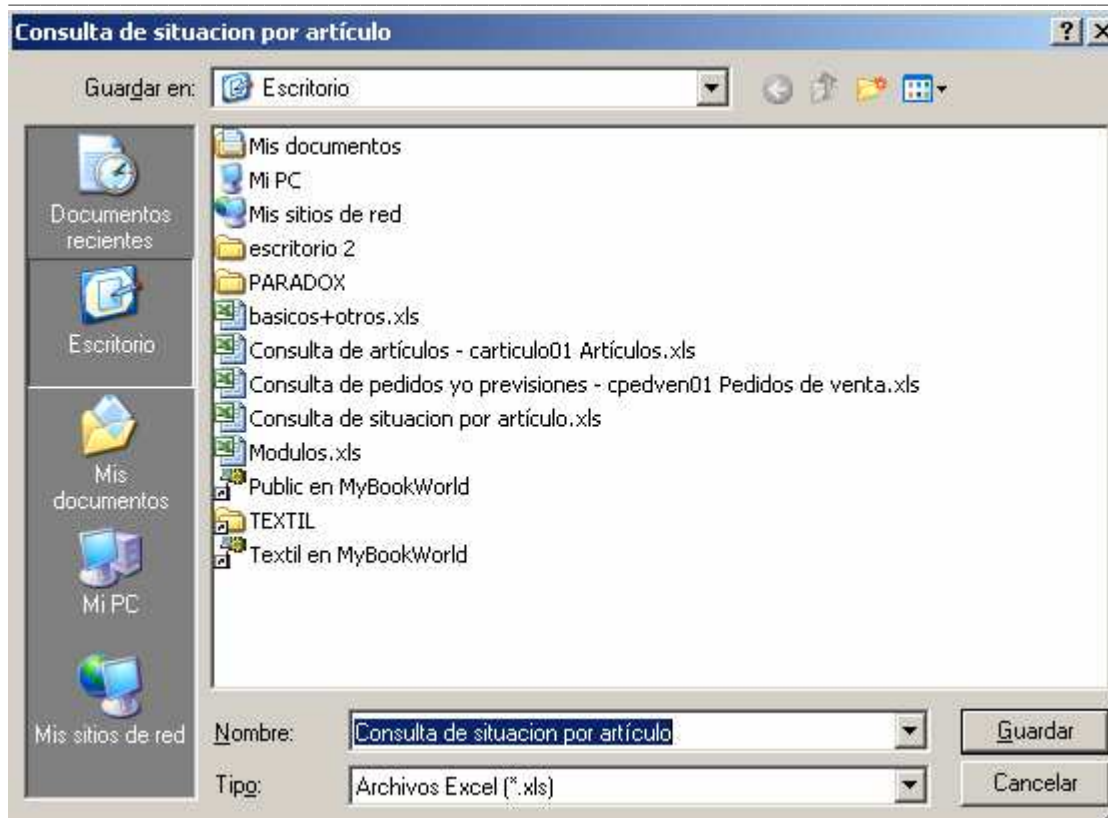 Consulta de situacion por artículo
Guardar en:
Escritorio
Documentos
recientes
Escritorio
Mis
documentos
Mi PC
Mis sitios de red
Mis documentos
Mi PC
Mis sitios de red
escritorio 2
PARADOX
basicos+otros.xls
Consulta de artículos - carticulo01 Artículos.xls
Consulta de pedidos yo previsiones - cpedven01 Pedidos de venta.xls
Consulta de situacion por artículo.xls
Modulos.xls
Public en MyBookWorld
TEXTIL
Textil en MyBookWorld
Nombre:
Consulta de situacion por artículo
Guardar
Tipo:
Archivos Excel (*.xls)
Cancelar